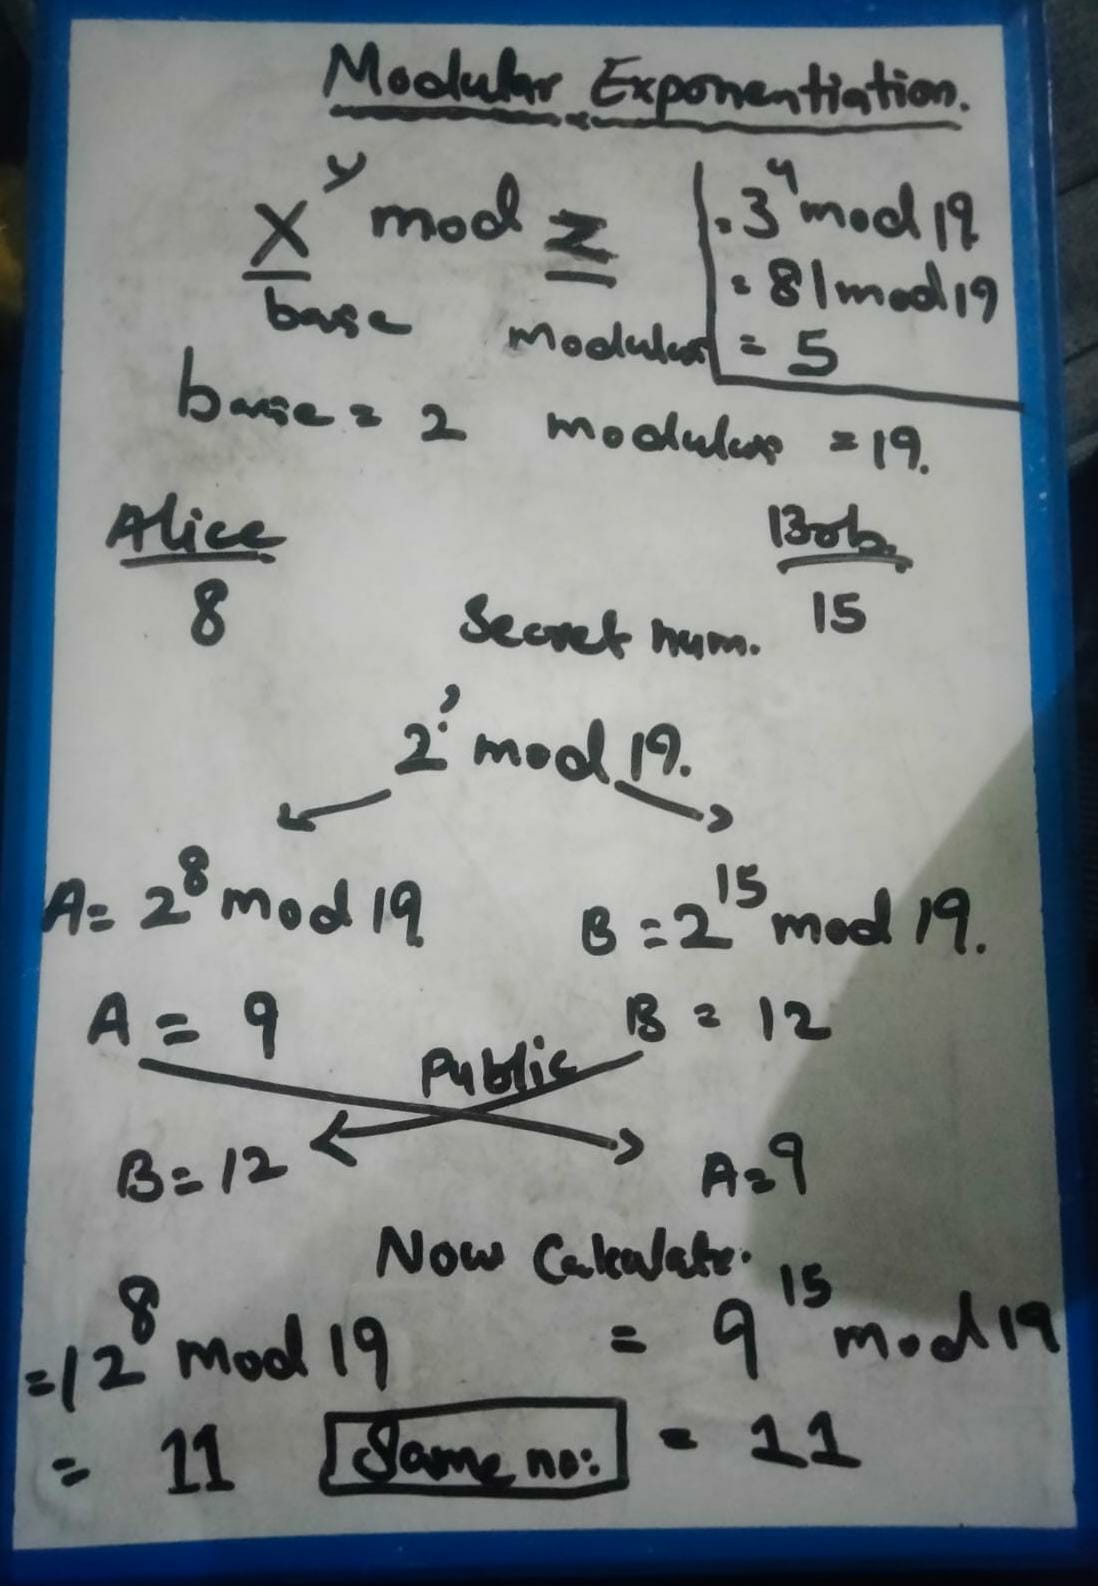 Modular Exponentiation.
x^y mod z
base modulus
.3^4 mod 19
= 81 mod 19
= 5
base = 2 modulus = 19.
Alice Bob.
8 Secret num. 15
2^? mod 19.
A = 2^8 mod 19 B = 2^15 mod 19.
A = 9 B = 12
Public
B = 12 A = 9
Now Calculate.
= 12^8 mod 19 = 9^15 mod 19
= 11 Same no: = 11